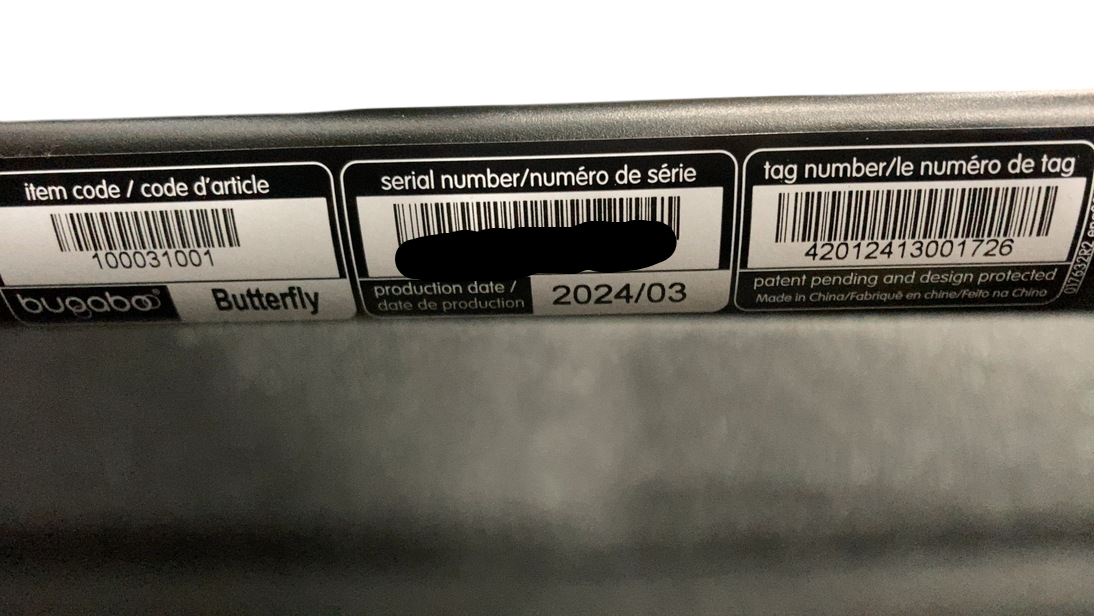 item code / code d'article
100031001
bugaboo
Butterfly
serial number/numéro de série
production date /
date de production
2024/03
tag number/le numéro de tag
42012413001726
patent pending and design protected
Made in China/Fabriqué en chine/Feito na China